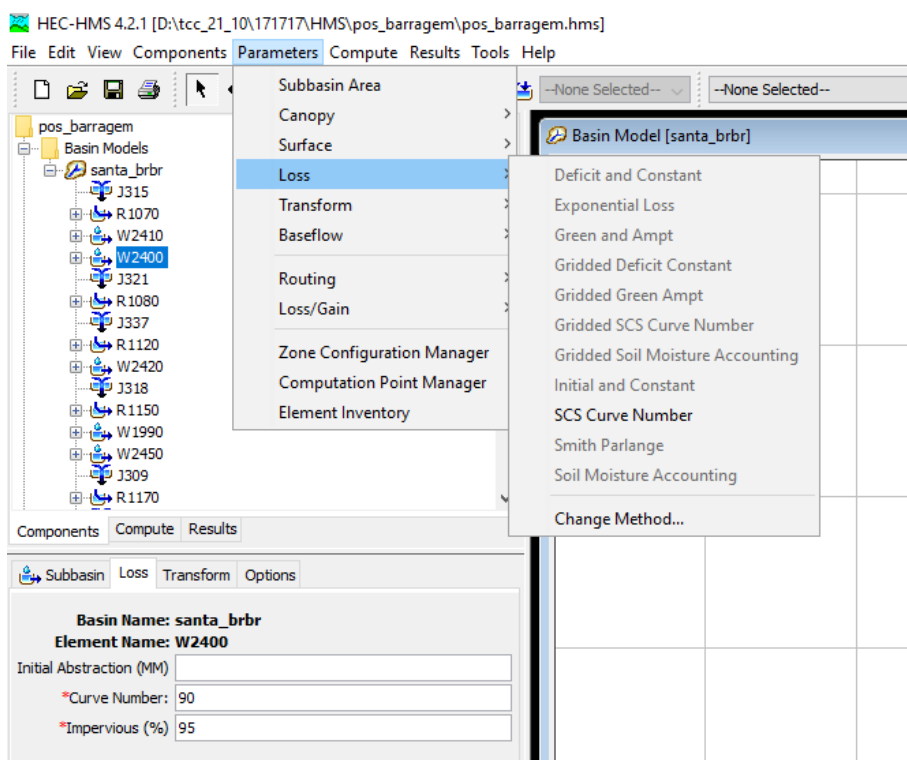 HEC-HMS 4.2.1 [D:\tcc_21_10\171717\HMS\pos_barragem\pos_barragem.hms]
File Edit View Components Parameters Compute Results Tools Help
--None Selected-- --None Selected--
Subbasin Area
Canopy
Surface
Loss
Transform
Baseflow
Routing
Loss/Gain
Zone Configuration Manager
Computation Point Manager
Element Inventory
Deficit and Constant
Exponential Loss
Green and Ampt
Gridded Deficit Constant
Gridded Green Ampt
Gridded SCS Curve Number
Gridded Soil Moisture Accounting
Initial and Constant
SCS Curve Number
Smith Parlange
Soil Moisture Accounting
Change Method...
Basin Model [santa_brbr]
pos_barragem
Basin Models
santa_brbr
J315
R1070
W2410
W2400
J321
R1080
J337
R1120
W2420
J318
R1150
W1990
W2450
J309
R1170
Components Compute Results
Subbasin Loss Transform Options
Basin Name: santa_brbr
Element Name: W2400
Initial Abstraction (MM)
*Curve Number: 90
*Impervious (%) 95